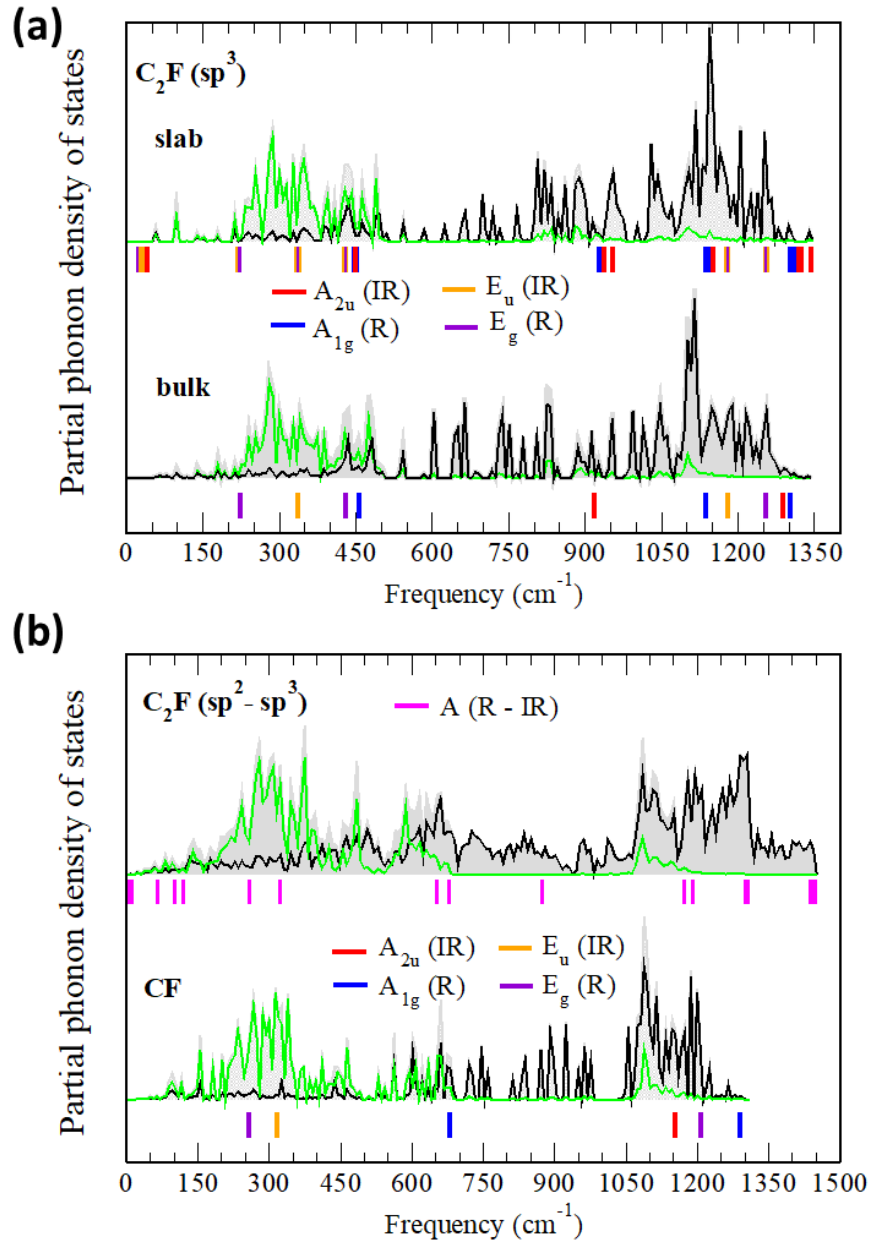 (a)
C₂F (sp³)
slab
A₂ᵤ (IR) Eᵤ (IR)
A₁g (R) E_g (R)
bulk
Partial phonon density of states
0 150 300 450 600 750 900 1050 1200 1350
Frequency (cm⁻¹)
(b)
C₂F (sp²- sp³) A (R - IR)
A₂ᵤ (IR) Eᵤ (IR)
CF
A₁g (R) E_g (R)
Partial phonon density of states
0 150 300 450 600 750 900 1050 1200 1350 1500
Frequency (cm⁻¹)